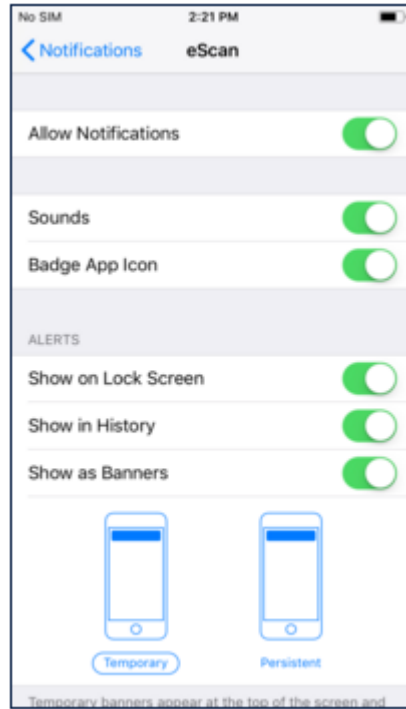 No SIM 2:21 PM
Notifications eScan
Allow Notifications
Sounds
Badge App Icon
ALERTS
Show on Lock Screen
Show in History
Show as Banners
Temporary Persistent
Temporary banners appear at the top of the screen and